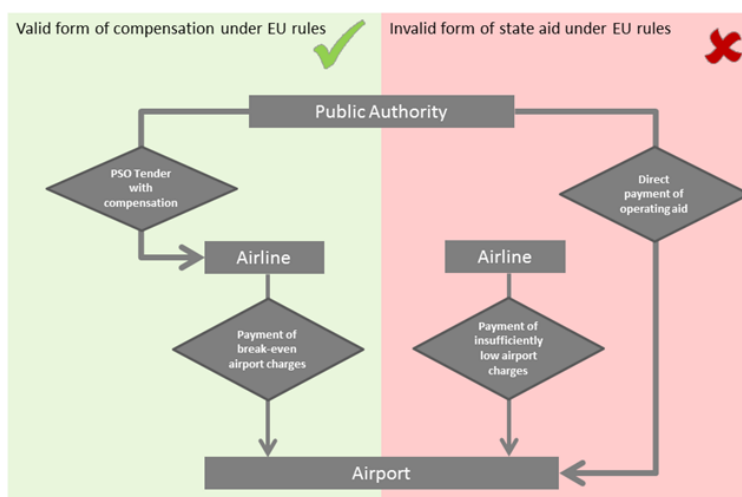 Valid form of compensation under EU rules
Invalid form of state aid under EU rules
Public Authority
PSO Tender
with
compensation
Direct
payment of
operating aid
Airline
Airline
Payment of
break-even
airport charges
Payment of
insufficiently
low airport
charges
Airport